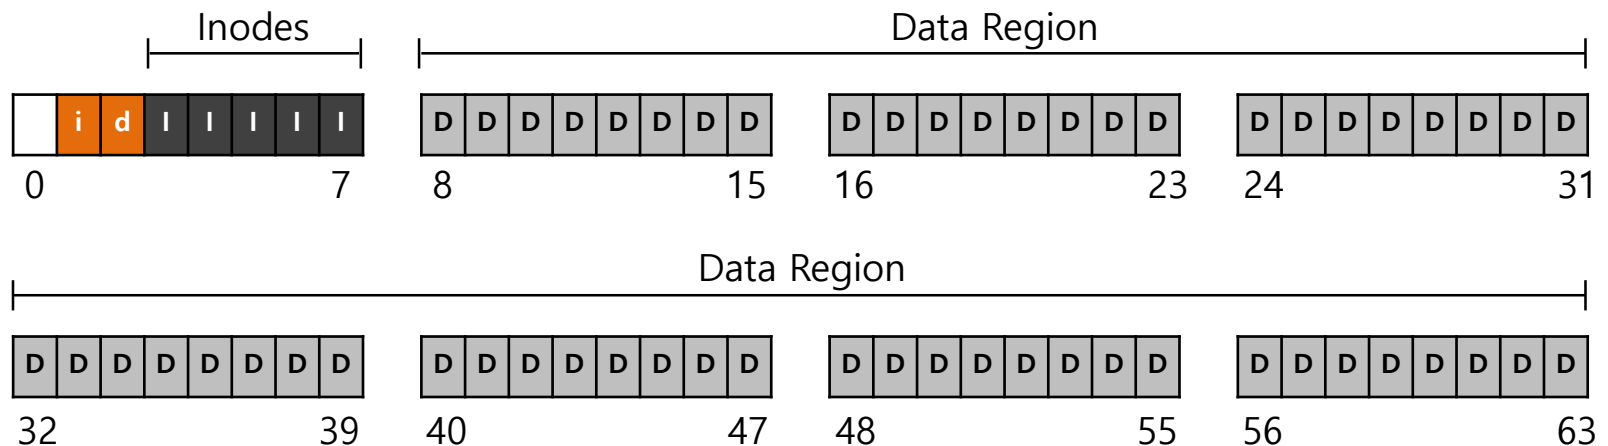 Inodes Data Region
i d I I I I I D D D D D D D D D D D D D D D D D D D D D D D D
0 7 8 15 16 23 24 31
Data Region
D D D D D D D D D D D D D D D D D D D D D D D D D D D D D D D D
32 39 40 47 48 55 56 63